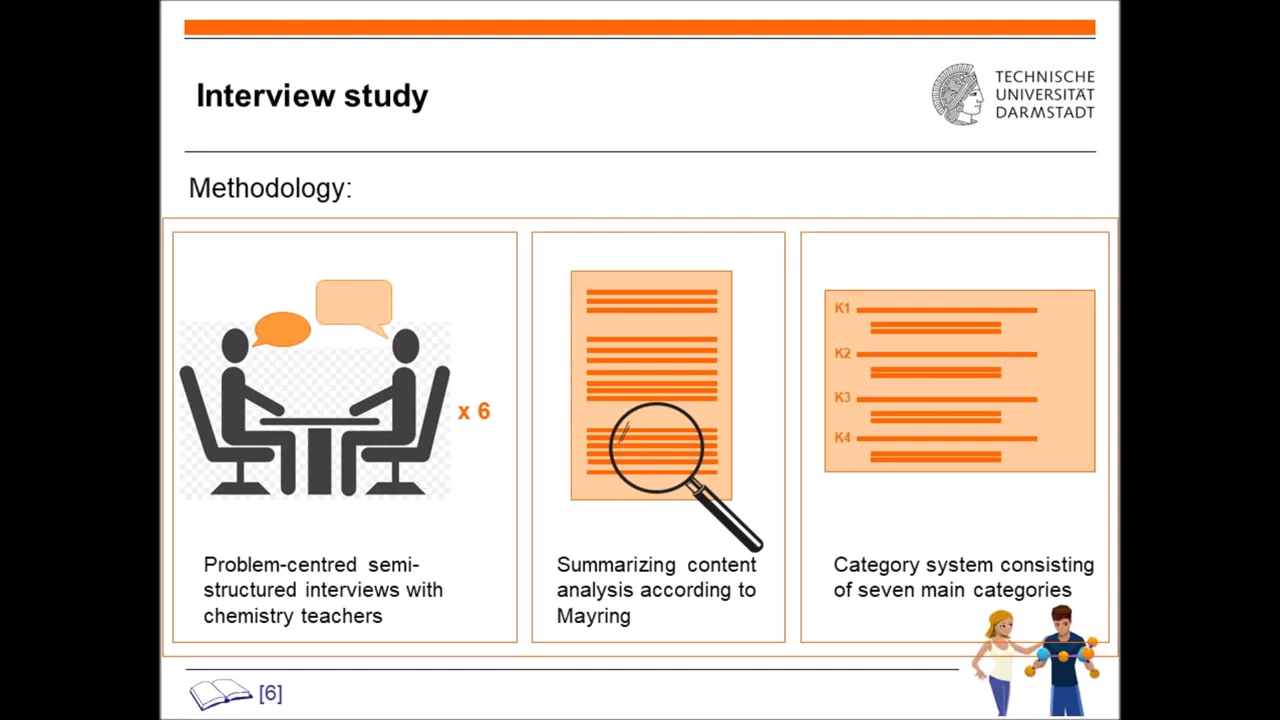 Interview study
TECHNISCHE
UNIVERSITÄT
DARMSTADT
Methodology:
x 6
Problem-centred semi-
structured interviews with
chemistry teachers
Summarizing content
analysis according to
Mayring
K1
K2
K3
K4
Category system consisting
of seven main categories
[6]